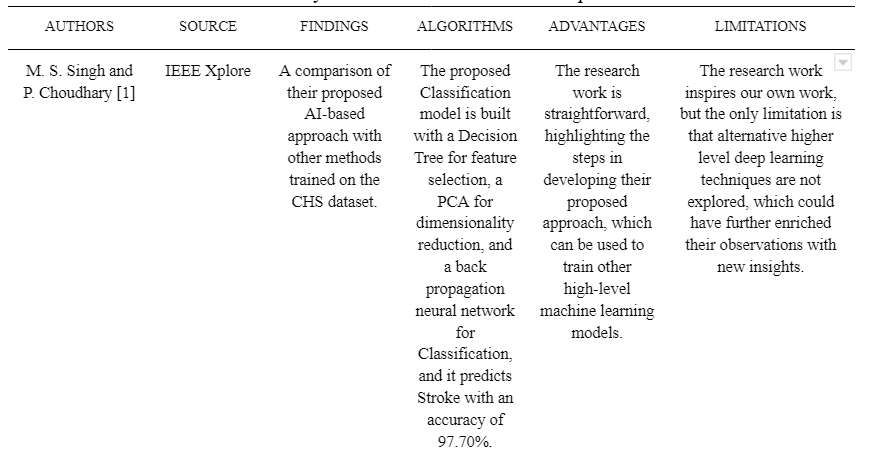 AUTHORS SOURCE FINDINGS ALGORITHMS ADVANTAGES LIMITATIONS
M. S. Singh and
P. Choudhary [1]
IEEE Xplore
A comparison of
their proposed
AI-based
approach with
other methods
trained on the
CHS dataset.
The proposed
Classification
model is built
with a Decision
Tree for feature
selection, a
PCA for
dimensionality
reduction, and
a back
propagation
neural network
for
Classification,
and it predicts
Stroke with an
accuracy of
97.70%.
The research
work is
straightforward,
highlighting the
steps in
developing their
proposed
approach, which
can be used to
train other
high-level
machine learning
models.
The research work
inspires our own work,
but the only limitation is
that alternative higher
level deep learning
techniques are not
explored, which could
have further enriched
their observations with
new insights.